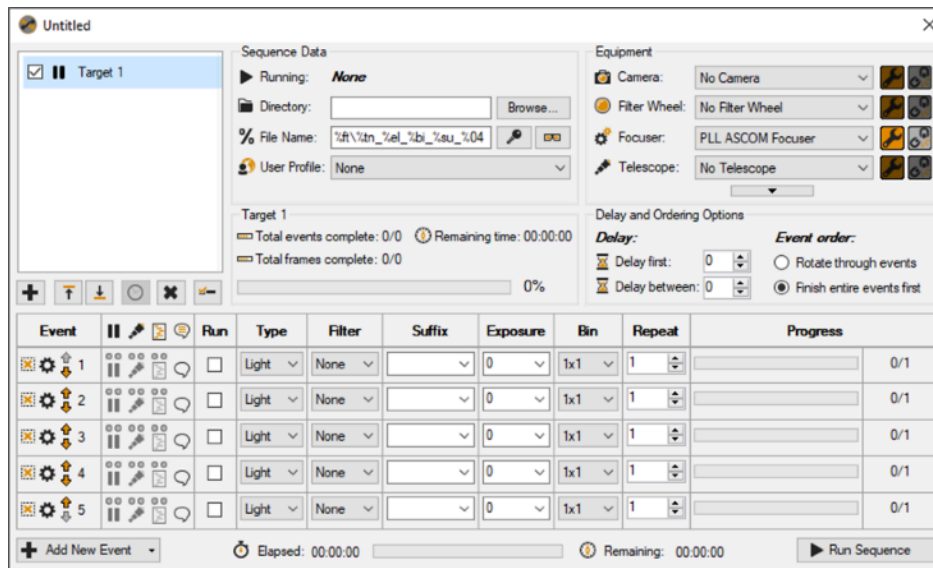 Untitled
Target 1
Sequence Data
Running: None
Directory: Browse...
File Name: %ft\%tn_%el_%bi_%su_%04
User Profile: None
Equipment
Camera: No Camera
Filter Wheel: No Filter Wheel
Focuser: PLL ASCOM Focuser
Telescope: No Telescope
Target 1
Total events complete: 0/0 Remaining time: 00:00:00
Total frames complete: 0/0
0%
Delay and Ordering Options
Delay: Event order:
Delay first: 0 Rotate through events
Delay between: 0 Finish entire events first
Event Run Type Filter Suffix Exposure Bin Repeat Progress
1 Light None 0 1x1 1 0/1
2 Light None 0 1x1 1 0/1
3 Light None 0 1x1 1 0/1
4 Light None 0 1x1 1 0/1
5 Light None 0 1x1 1 0/1
Add New Event Elapsed: 00:00:00 Remaining: 00:00:00 Run Sequence